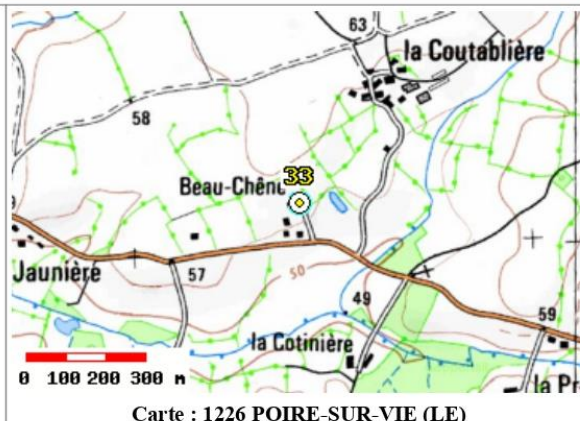 63
la Coutablière
58
Beau-Chêne
33
9
Jaunière
57
50
49
59
la Cotinière
la Pr
0 100 200 300 m
Carte : 1226 POIRE-SUR-VIE (LE)